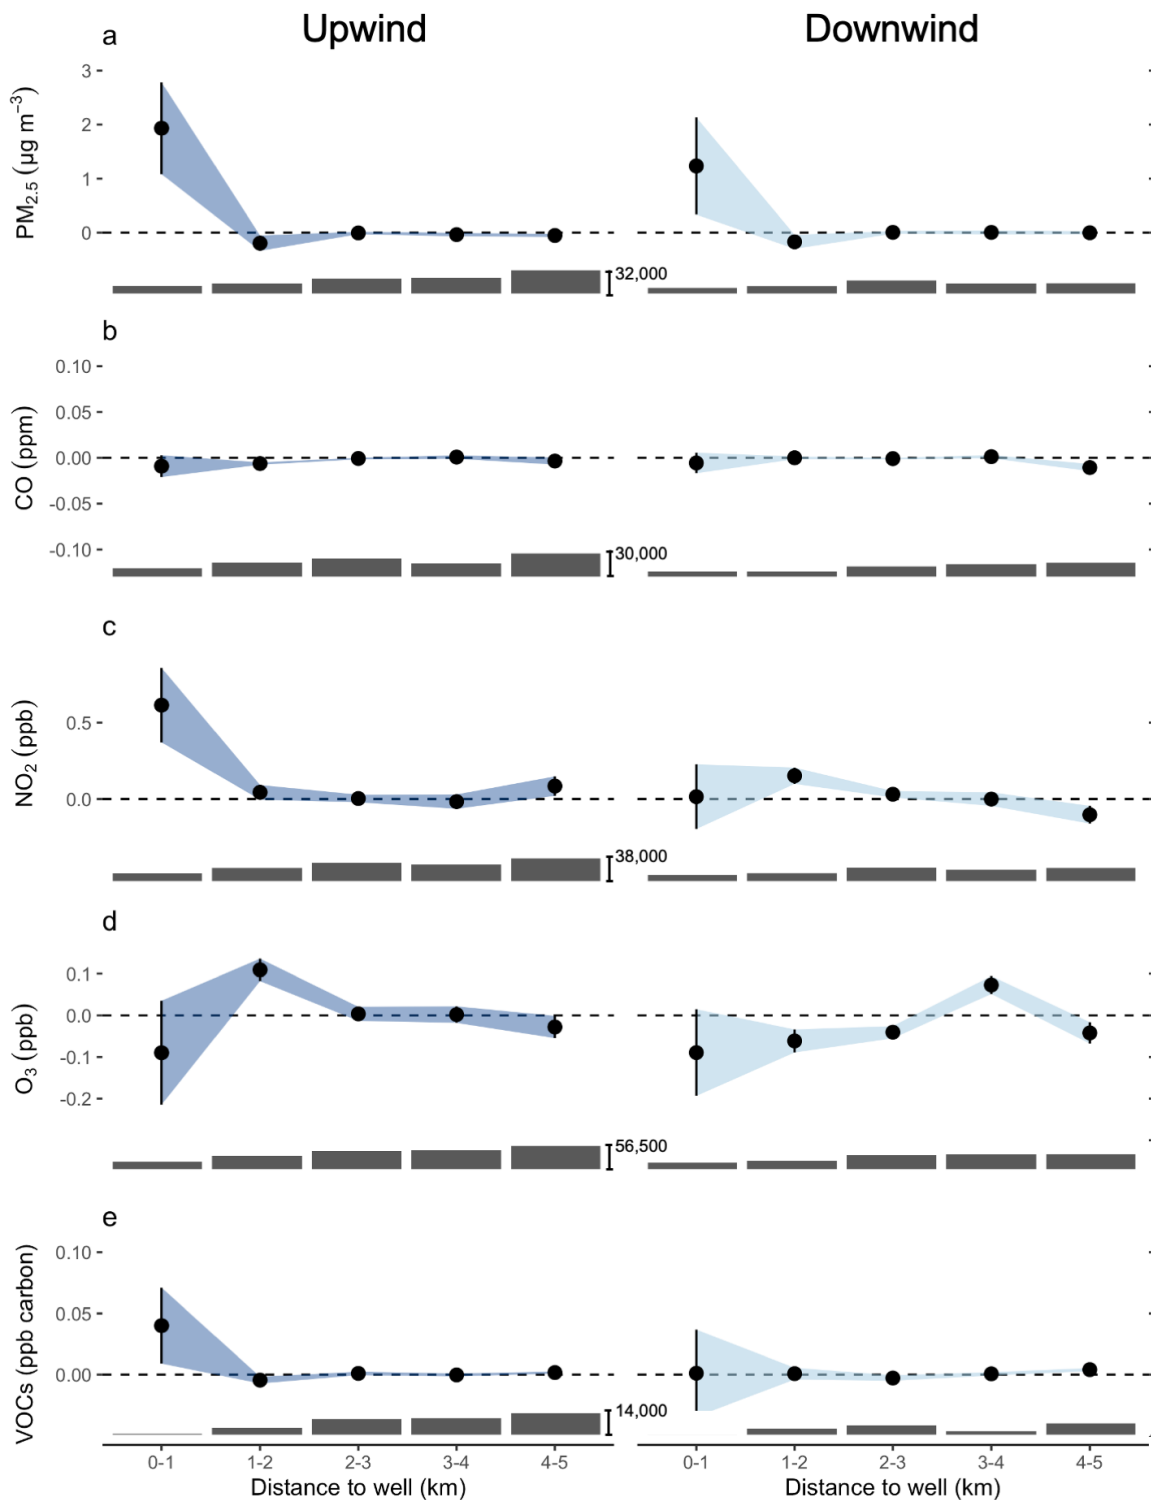 Upwind Downwind
a
PM2.5 (µg m−3)
3
2
1
0
32,000
b
CO (ppm)
0.10
0.05
0.00
-0.05
-0.10
30,000
c
NO2 (ppb)
0.5
0.0
38,000
d
O3 (ppb)
0.1
0.0
-0.1
-0.2
56,500
e
VOCs (ppb carbon)
0.10
0.05
0.00
14,000
0-1 1-2 2-3 3-4 4-5 0-1 1-2 2-3 3-4 4-5
Distance to well (km) Distance to well (km)